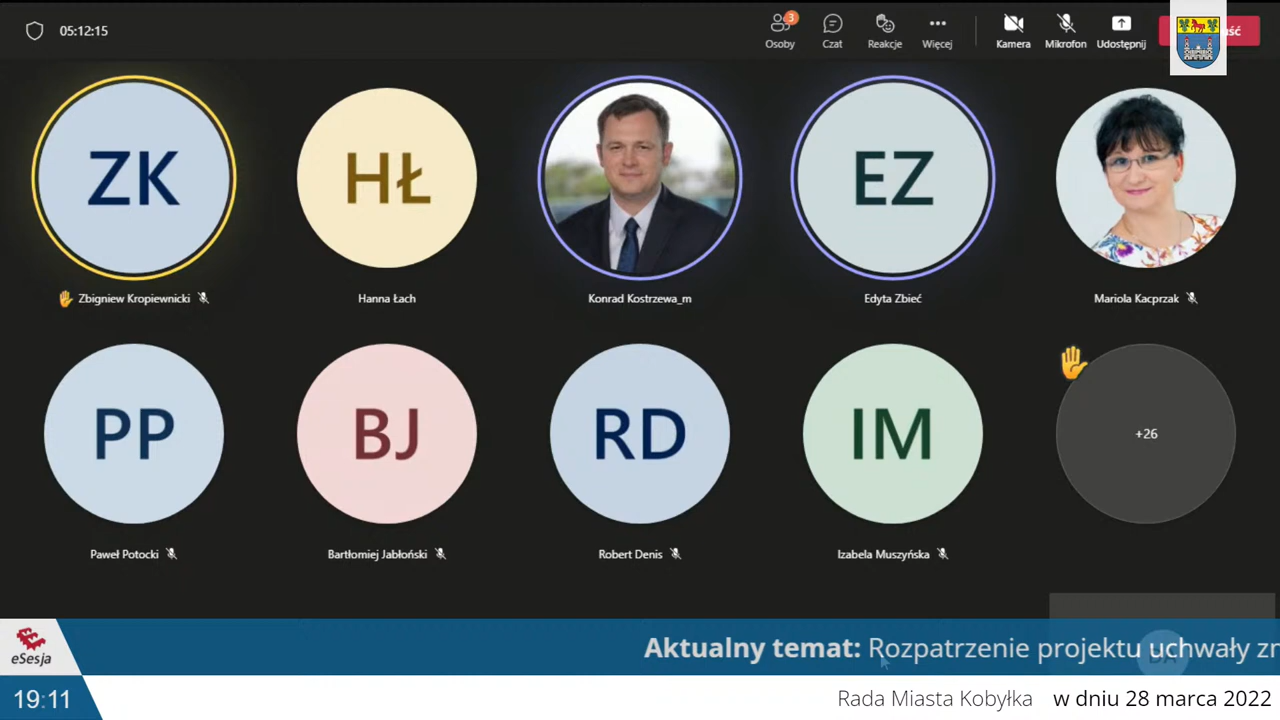 05:12:15
3
Osoby
Czat
Reakcje
Więcej
Kamera
Mikrofon
Udostępnij
ZK
HŁ
EZ
Zbigniew Kropiewnicki
Hanna Łach
Konrad Kostrzewa_m
Edyta Zbieć
Mariola Kacprzak
PP
BJ
RD
IM
+26
Paweł Potocki
Bartłomiej Jabłoński
Robert Denis
Izabela Muszyńska
eSesja
Aktualny temat: Rozpatrzenie projektu uchwały zn
19:11
Rada Miasta Kobyłka w dniu 28 marca 2022